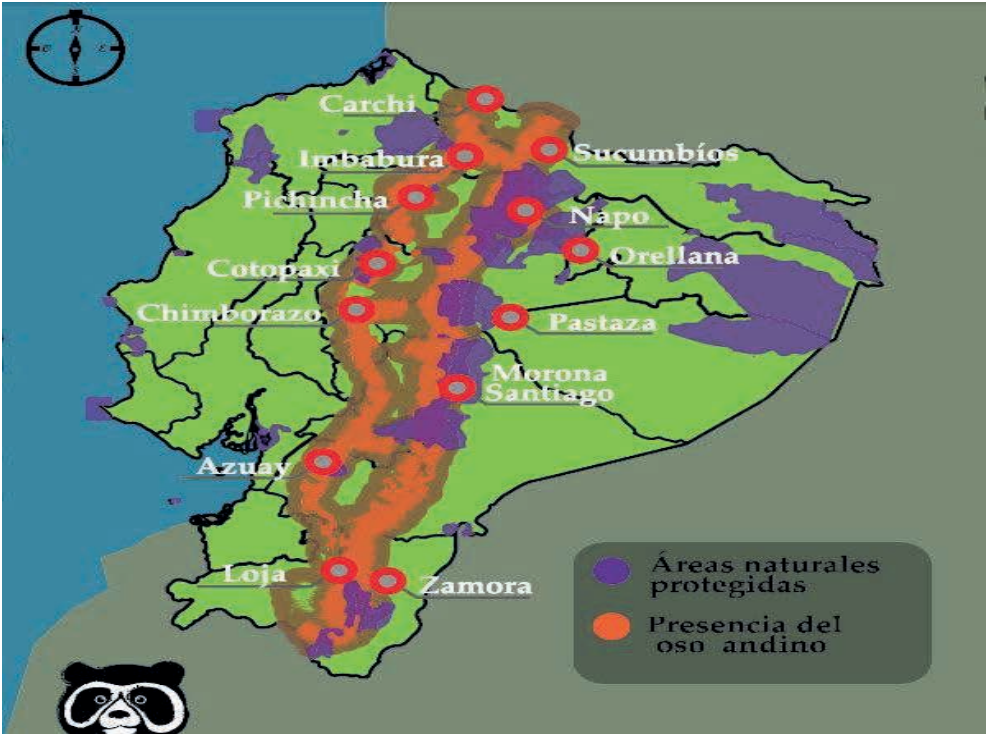 N
O
E
S
Carchi
Imbabura
Sucumbíos
Pichincha
Napo
Cotopaxi
Orellana
Chimborazo
Pastaza
Morona
Santiago
Azuay
Loja
Zamora
Áreas naturales
protegidas
Presencia del
oso andino